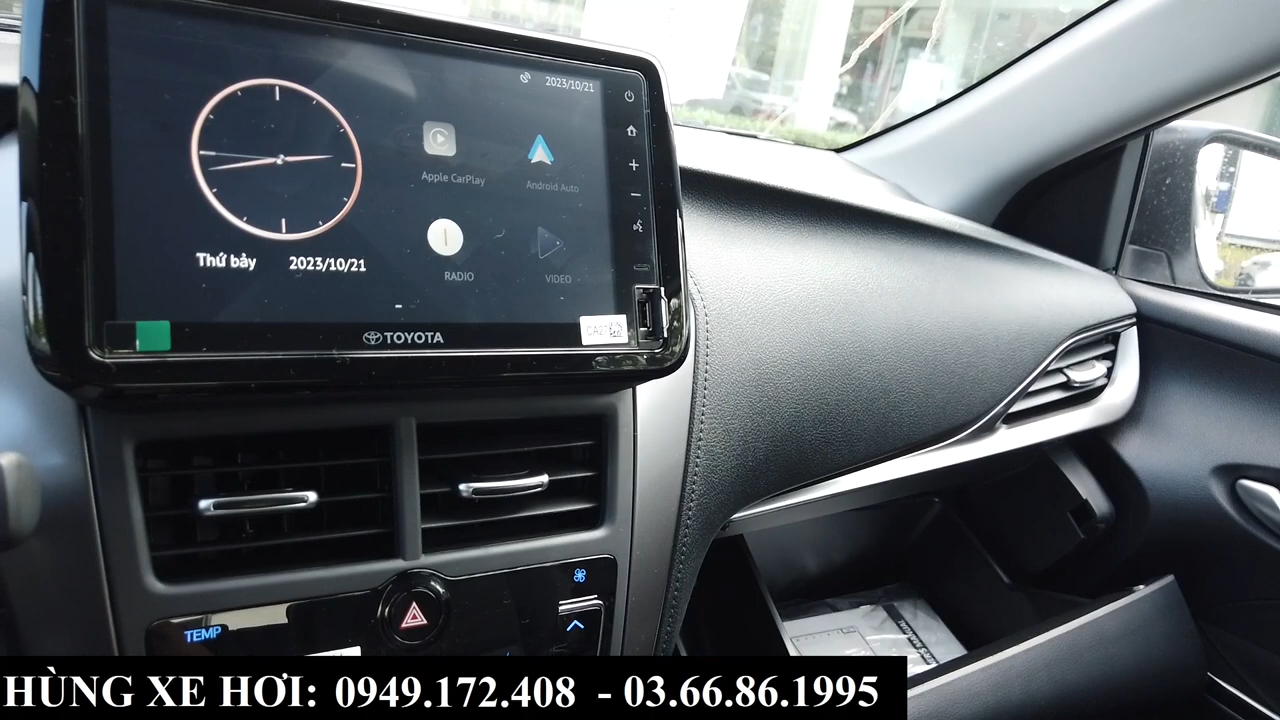 2023/10/21
Apple CarPlay
Android Auto
Thứ bảy 2023/10/21
RADIO
VIDEO
TOYOTA
TEMP
HÙNG XE HƠI: 0949.172.408 - 03.66.86.1995